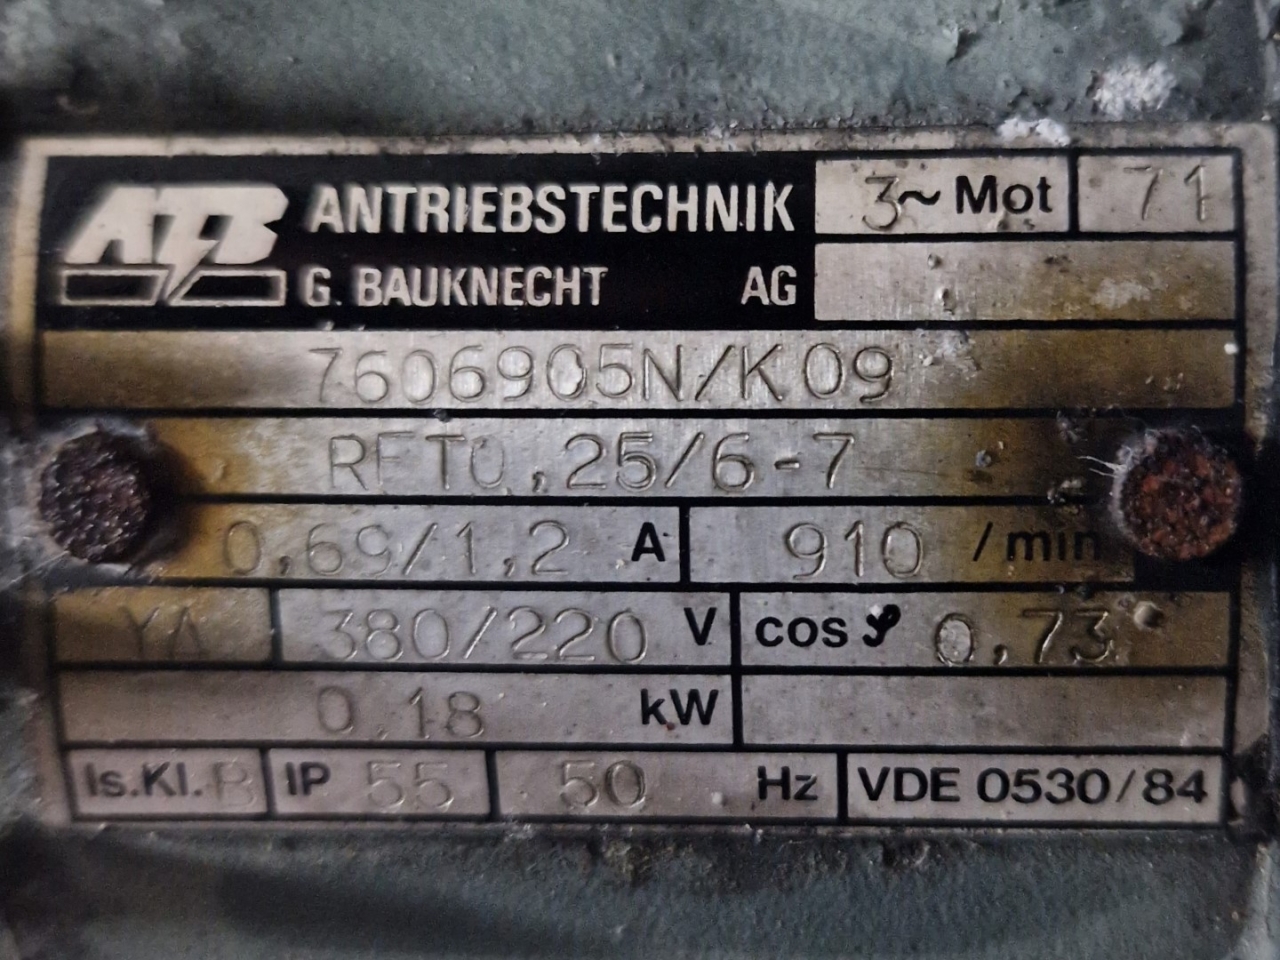 ATB ANTRIEBSTECHNIK
G. BAUKNECHT AG
3~ Mot 71
7606905N/K09
RFT0,25/6-7
0,69/1,2 A 910 /min
YΔ 380/220 V cos φ 0,73
0,18 kW
Is.Kl. B IP 55 50 Hz VDE 0530/84